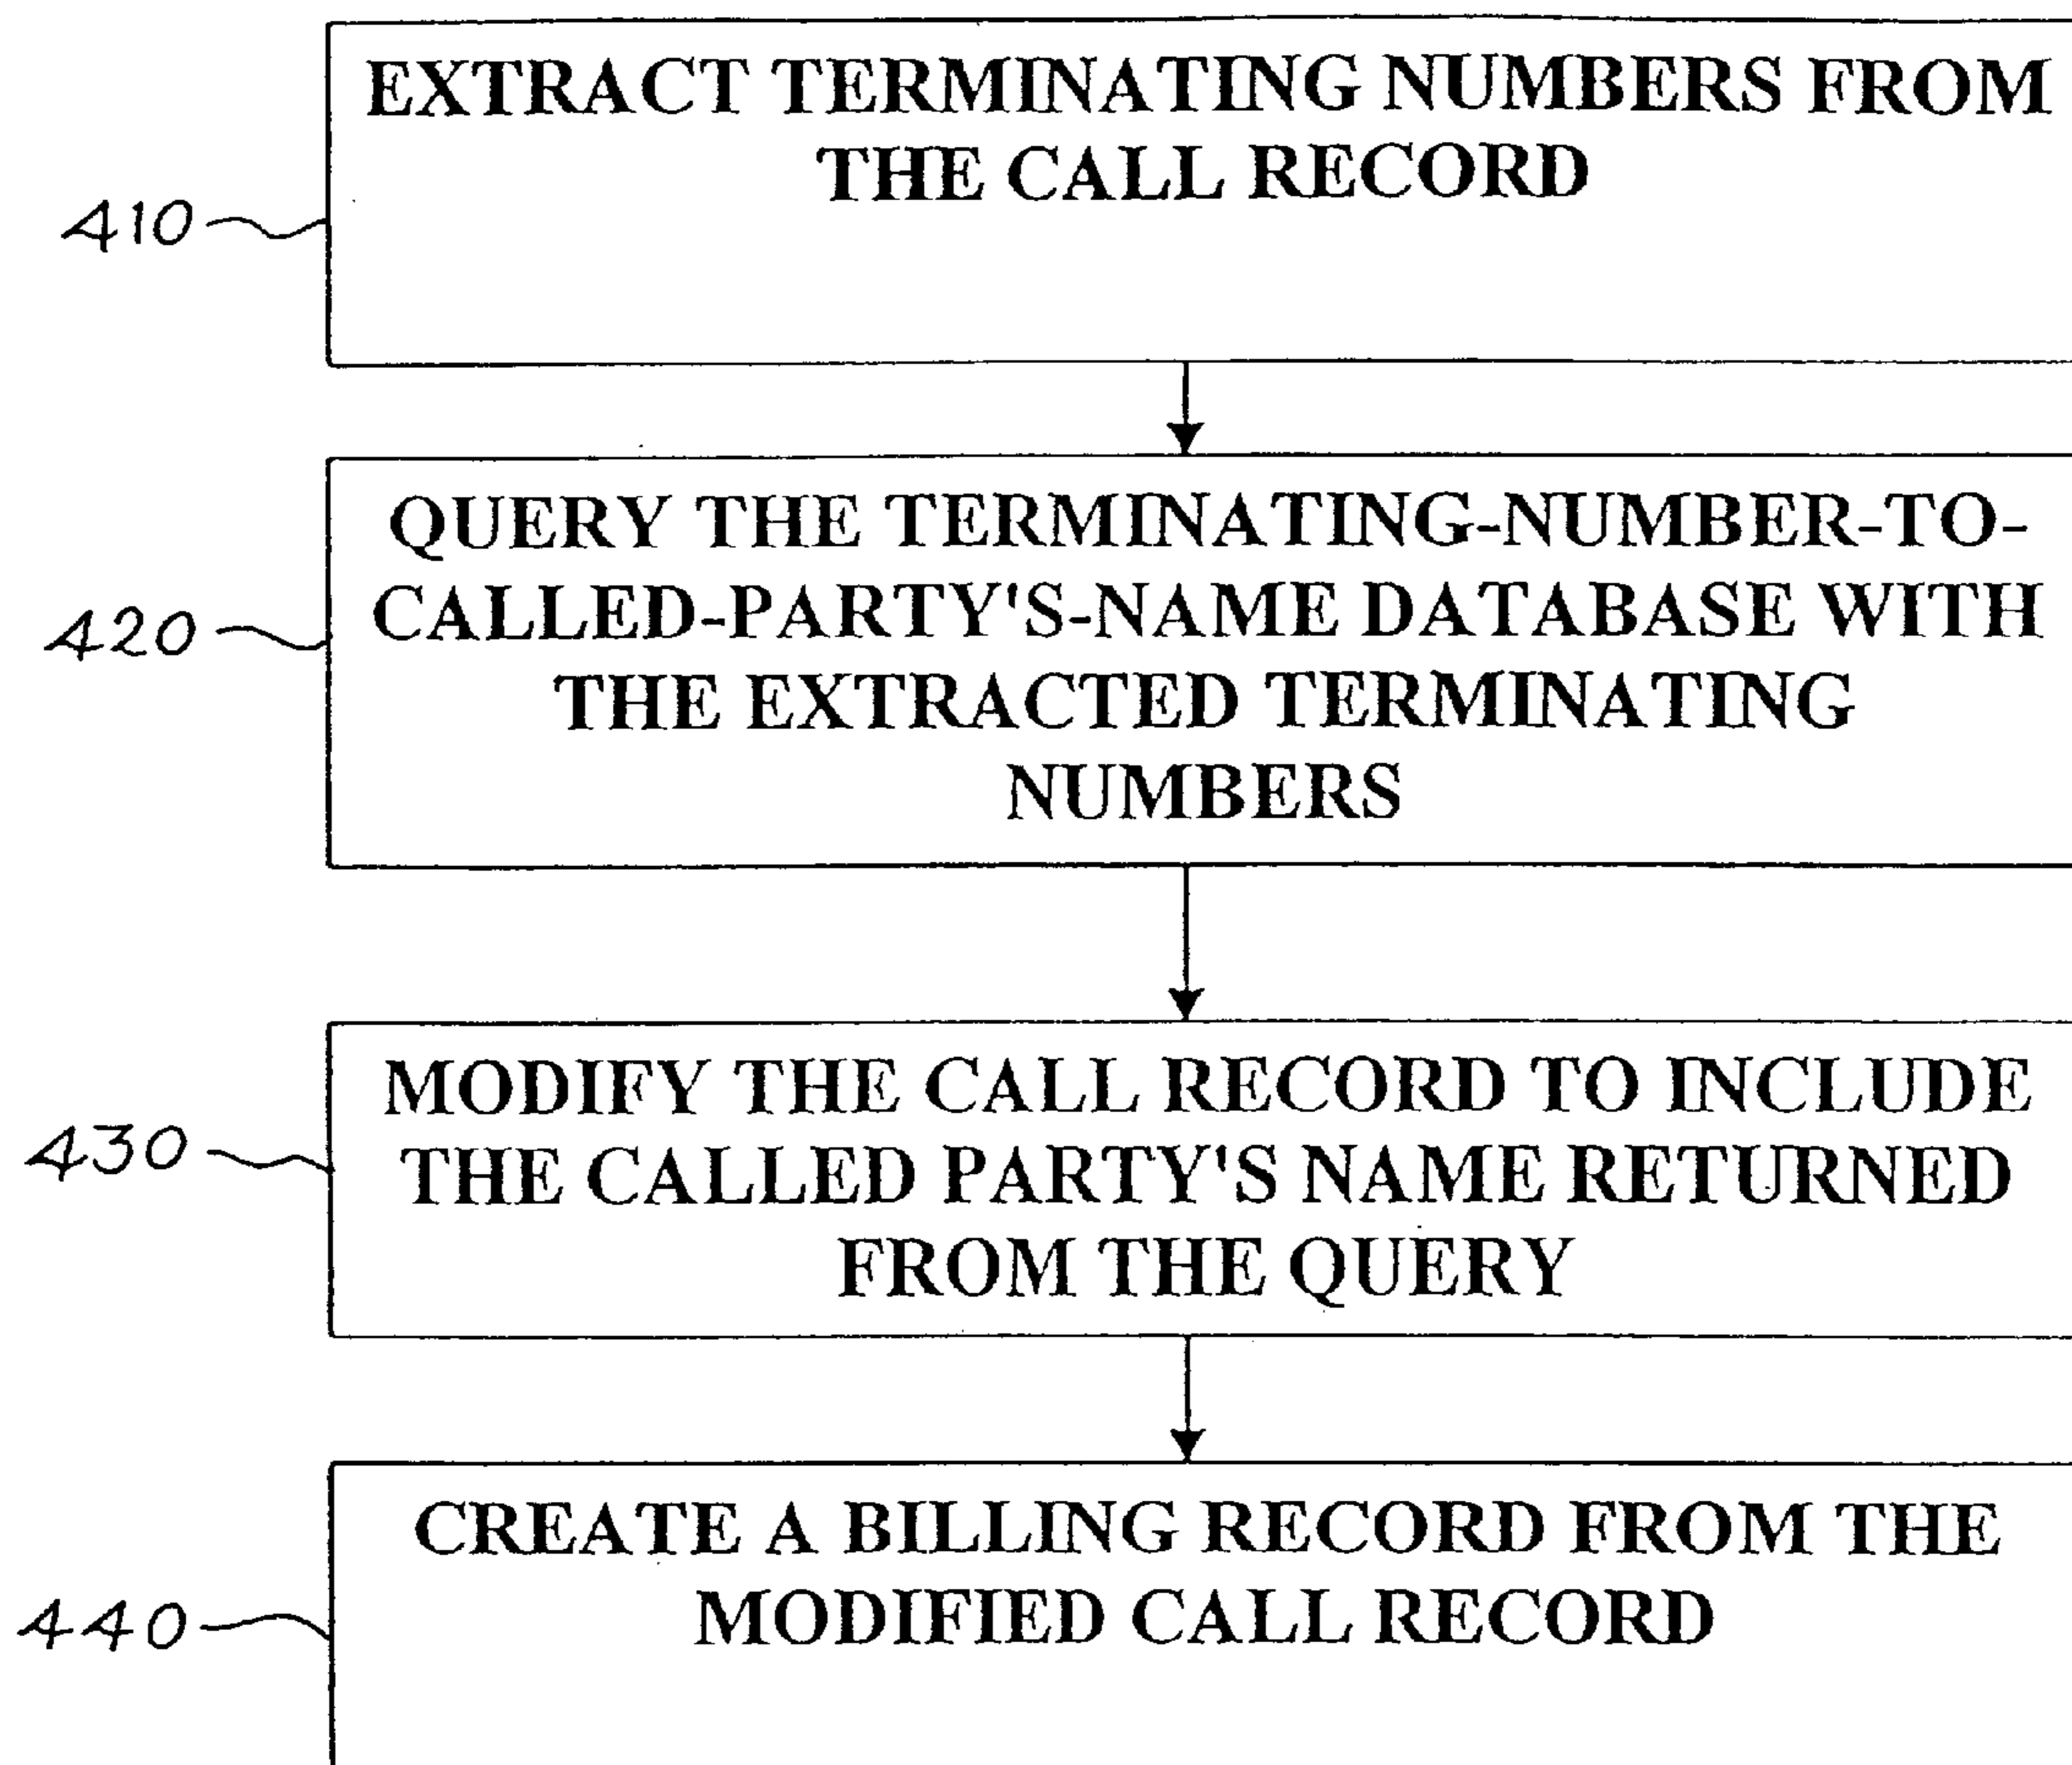 EXTRACT TERMINATING NUMBERS FROM
THE CALL RECORD
410
QUERY THE TERMINATING-NUMBER-TO-
CALLED-PARTY'S-NAME DATABASE WITH
THE EXTRACTED TERMINATING
NUMBERS
420
MODIFY THE CALL RECORD TO INCLUDE
THE CALLED PARTY'S NAME RETURNED
FROM THE QUERY
430
CREATE A BILLING RECORD FROM THE
MODIFIED CALL RECORD
440